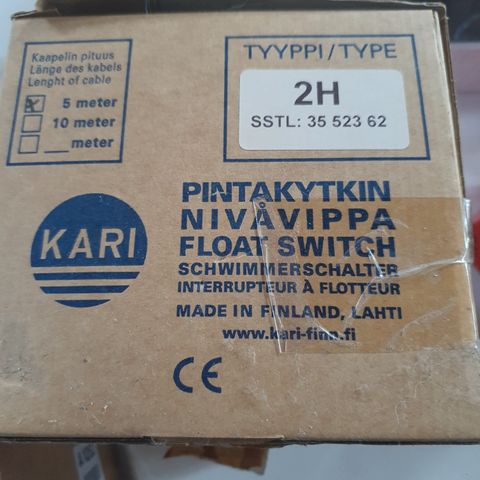 Kaapelin pituus
Länge des kabels
Lenght of cable
5 meter
10 meter
___meter
TYYPPI/TYPE
2H
SSTL: 35 523 62
KARI
PINTAKYTKIN
NIVÅVIPPA
FLOAT SWITCH
SCHWIMMERSCHALTER
INTERRUPTEUR À FLOTTEUR
MADE IN FINLAND, LAHTI
www.kari-finn.fi
CE